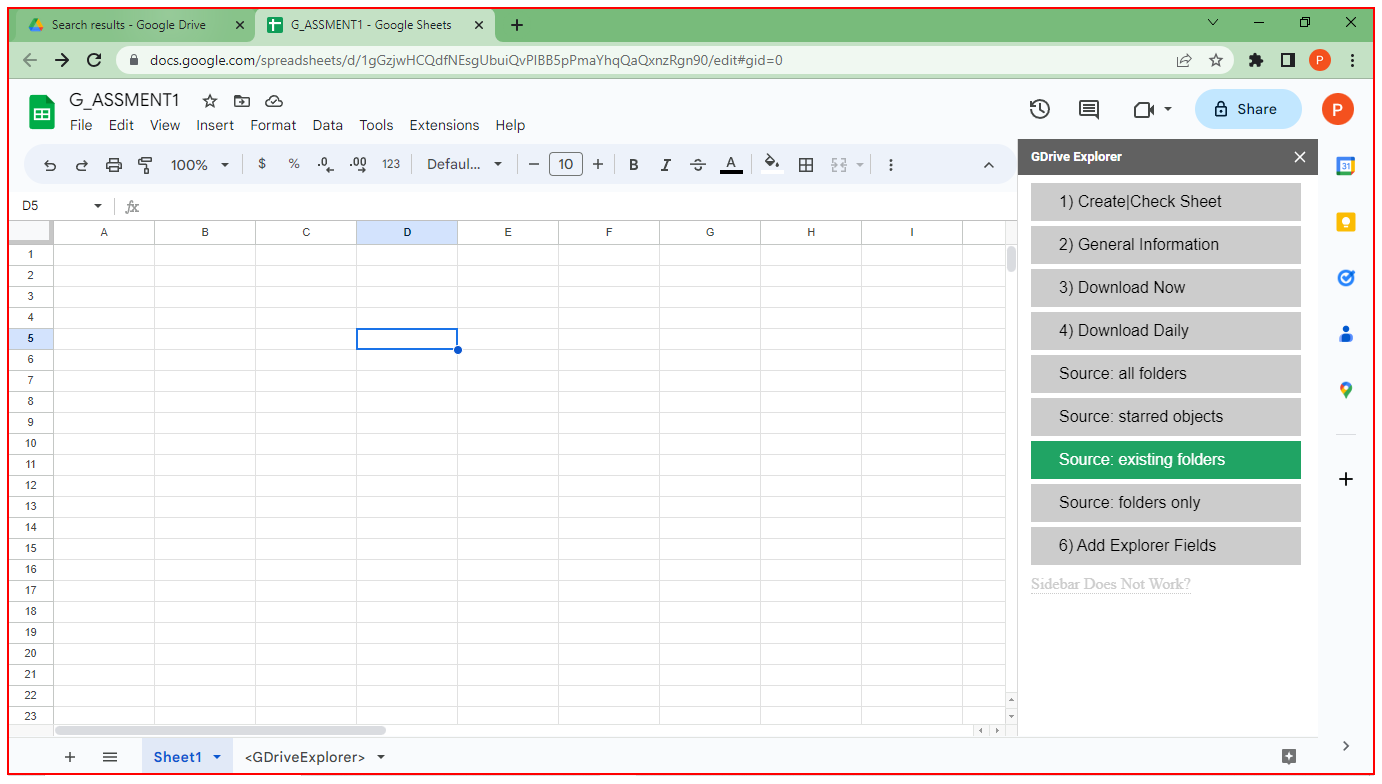 Search results - Google Drive
G_ASSMENT1 - Google Sheets
docs.google.com/spreadsheets/d/1gGzjwHCQdfNEsgUbuiQvPIBB5pPmaYhqQaQxnzRgn90/edit#gid=0
P
G_ASSMENT1
File Edit View Insert Format Data Tools Extensions Help
Share
P
100% $ % .0 .00 123 Defaul... 10 B I S A
D5 fx
A B C D E F G H I
1
2
3
4
5
6
7
8
9
10
11
12
13
14
15
16
17
18
19
20
21
22
23
GDrive Explorer
1) Create|Check Sheet
2) General Information
3) Download Now
4) Download Daily
Source: all folders
Source: starred objects
Source: existing folders
Source: folders only
6) Add Explorer Fields
Sidebar Does Not Work?
31
Sheet1 <GDriveExplorer>